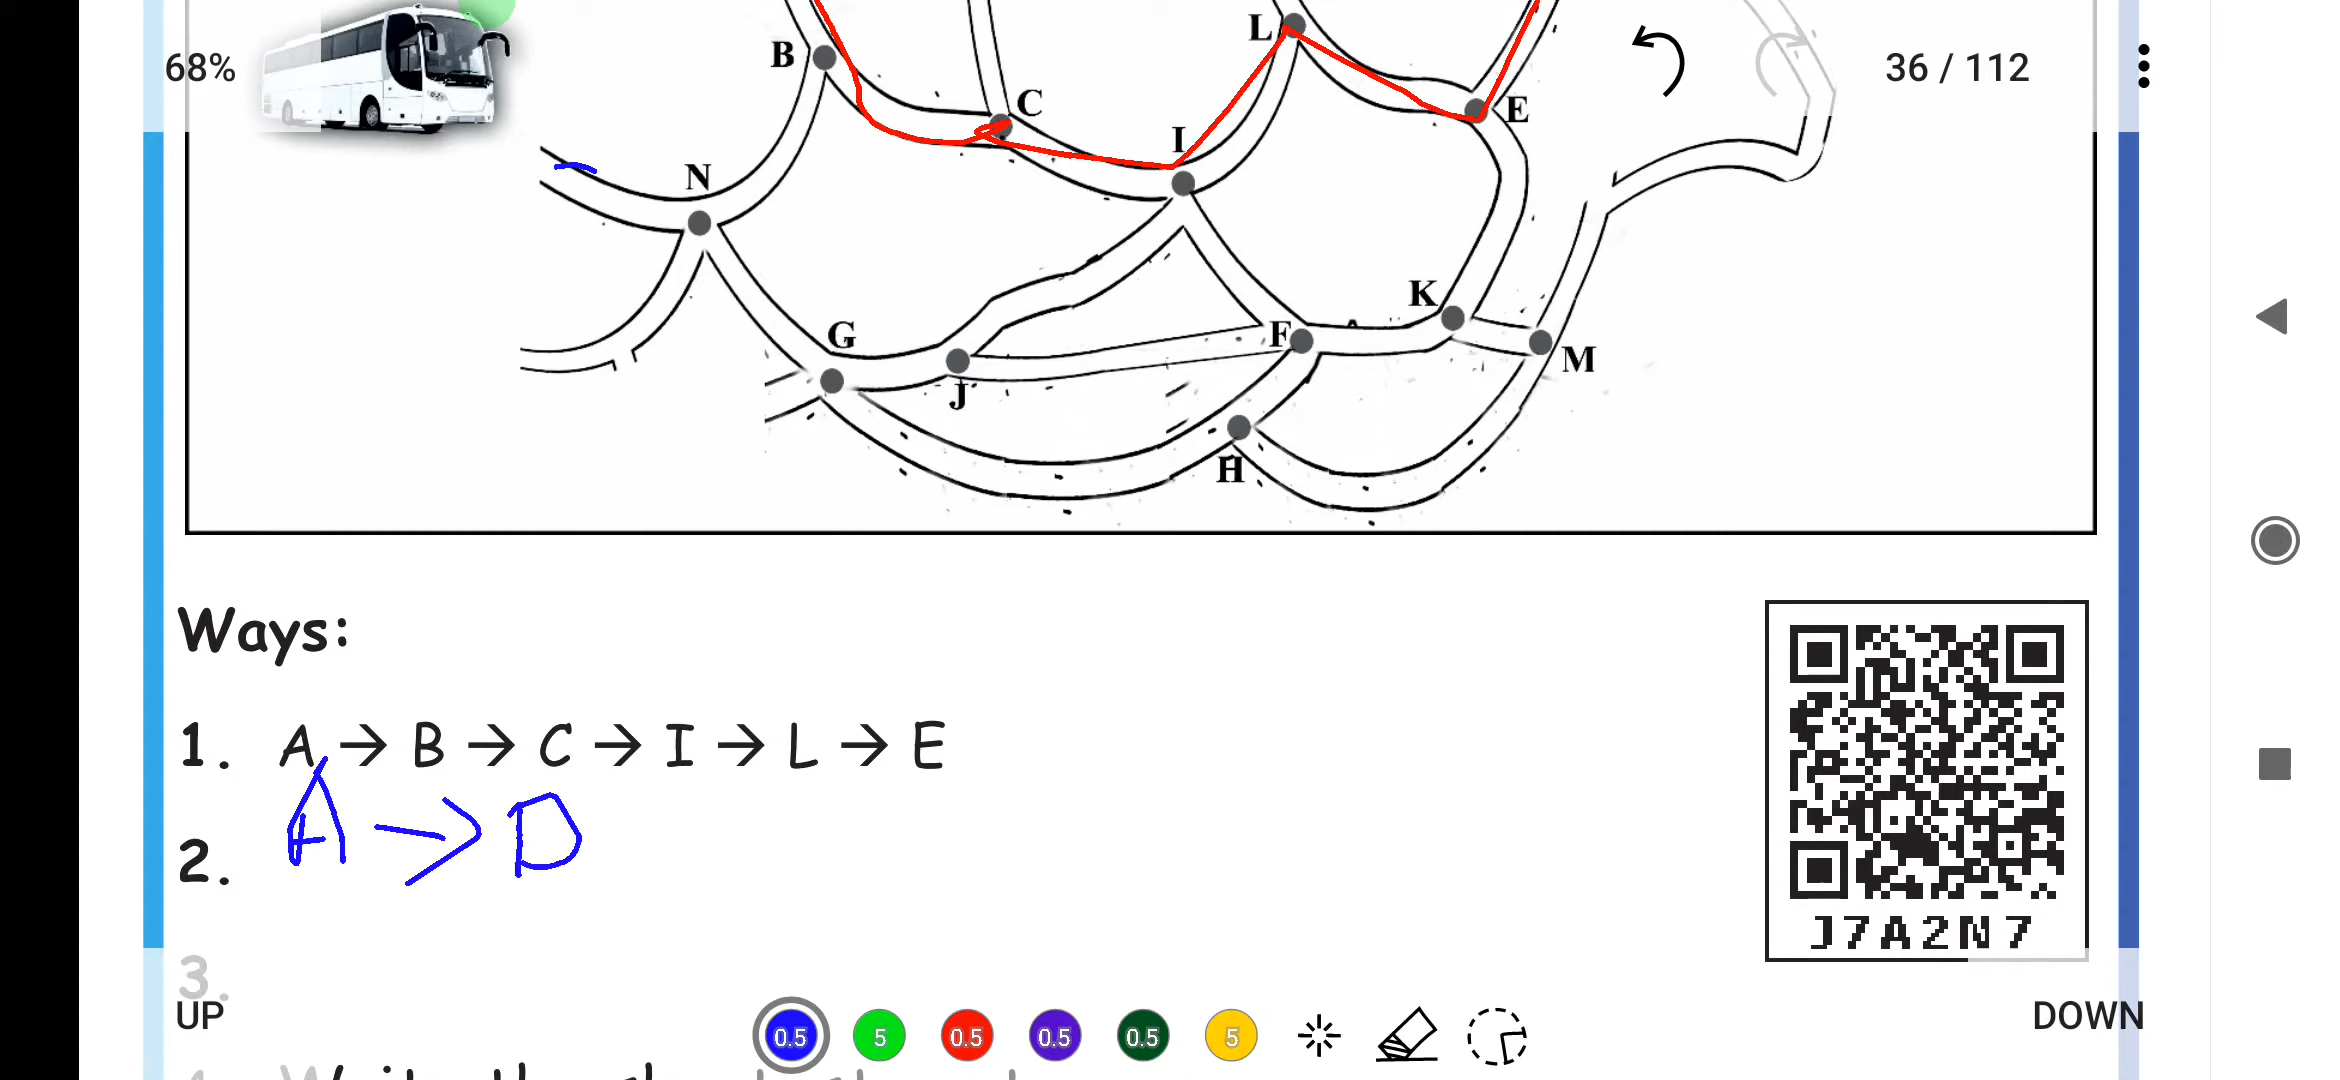 68%
36 / 112
L
B
C
E
I
N
K
G
F
M
J
H
Ways:
1. A → B → C → I → L → E
2. A → D
3.
J7A2N7
UP
DOWN
0.5 5 0.5 0.5 0.5 5